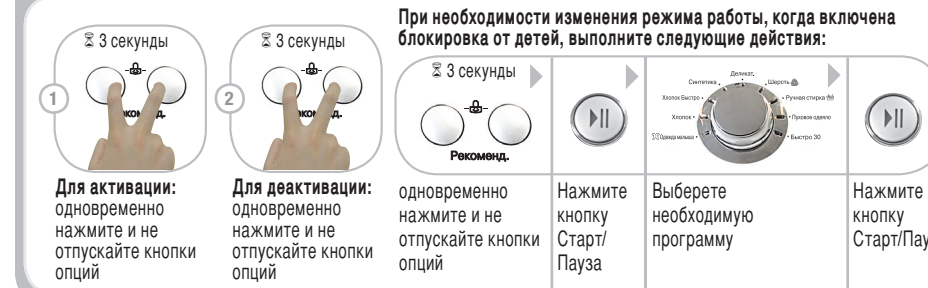 3 секунды
1
Для активации:
одновременно
нажмите и не
отпускайте кнопки
опций
3 секунды
2
Для деактивации:
одновременно
нажмите и не
отпускайте кнопки
опций
При необходимости изменения режима работы, когда включена
блокировка от детей, выполните следующие действия:
3 секунды
Рекоменд.
одновременно
нажмите и не
отпускайте кнопки
опций
Нажмите
кнопку
Старт/
Пауза
Деликат.
Синтетика
Шерсть
Хлопок Быстро
Ручная стирка
Хлопок
Пуховое одеяло
Одежда малыша
Быстро 30
Выберете
необходимую
программу
Нажмите
кнопку